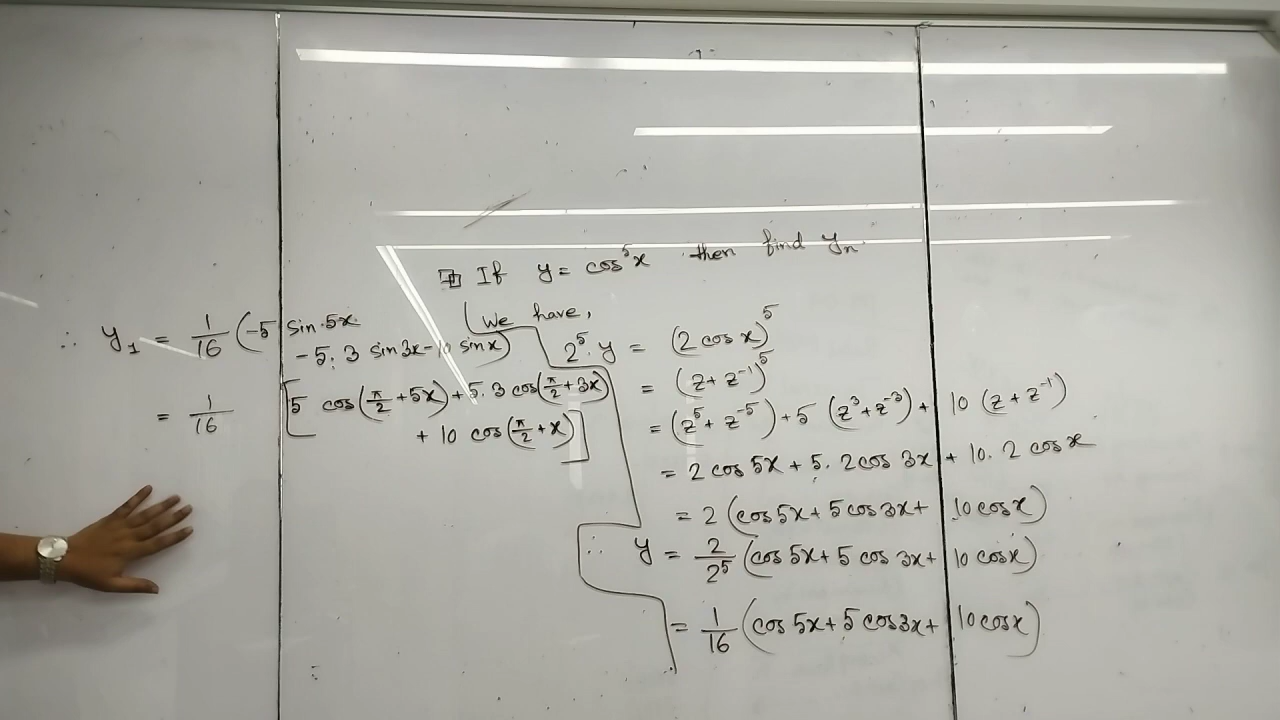 If y = cos⁵x then find yₙ.
We have,
2⁵. y = (2 cos x)⁵
= (z + z⁻¹)⁵
= (z⁵ + z⁻⁵) + 5 (z³ + z⁻³) + 10 (z + z⁻¹)
= 2 cos 5x + 5. 2 cos 3x + 10. 2 cos x
= 2 (cos 5x + 5 cos 3x + 10 cos x)
∴ y = 2/2⁵ (cos 5x + 5 cos 3x + 10 cos x)
= 1/16 (cos 5x + 5 cos 3x + 10 cos x)
∴ y₁ = 1/16 (-5 sin 5x
- 5. 3 sin 3x - 10 sin x)
= 1/16 [5 cos(π/2 + 5x) + 5. 3 cos(π/2 + 3x)
+ 10 cos(π/2 + x)]